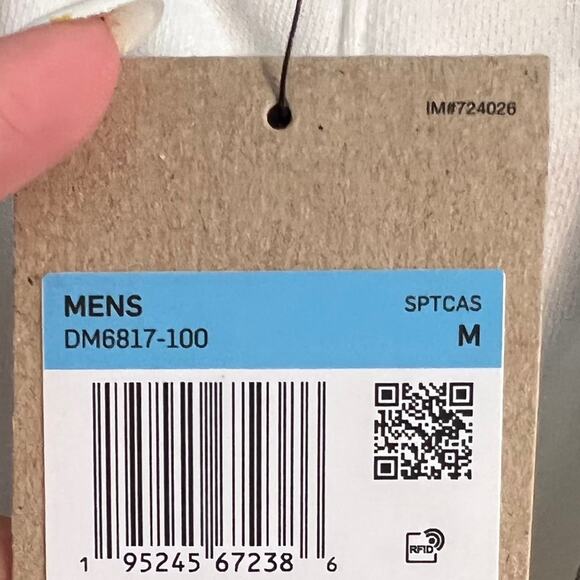 IM#724026
MENS SPTCAS
DM6817-100 M
1 95245 67238 6
RFID